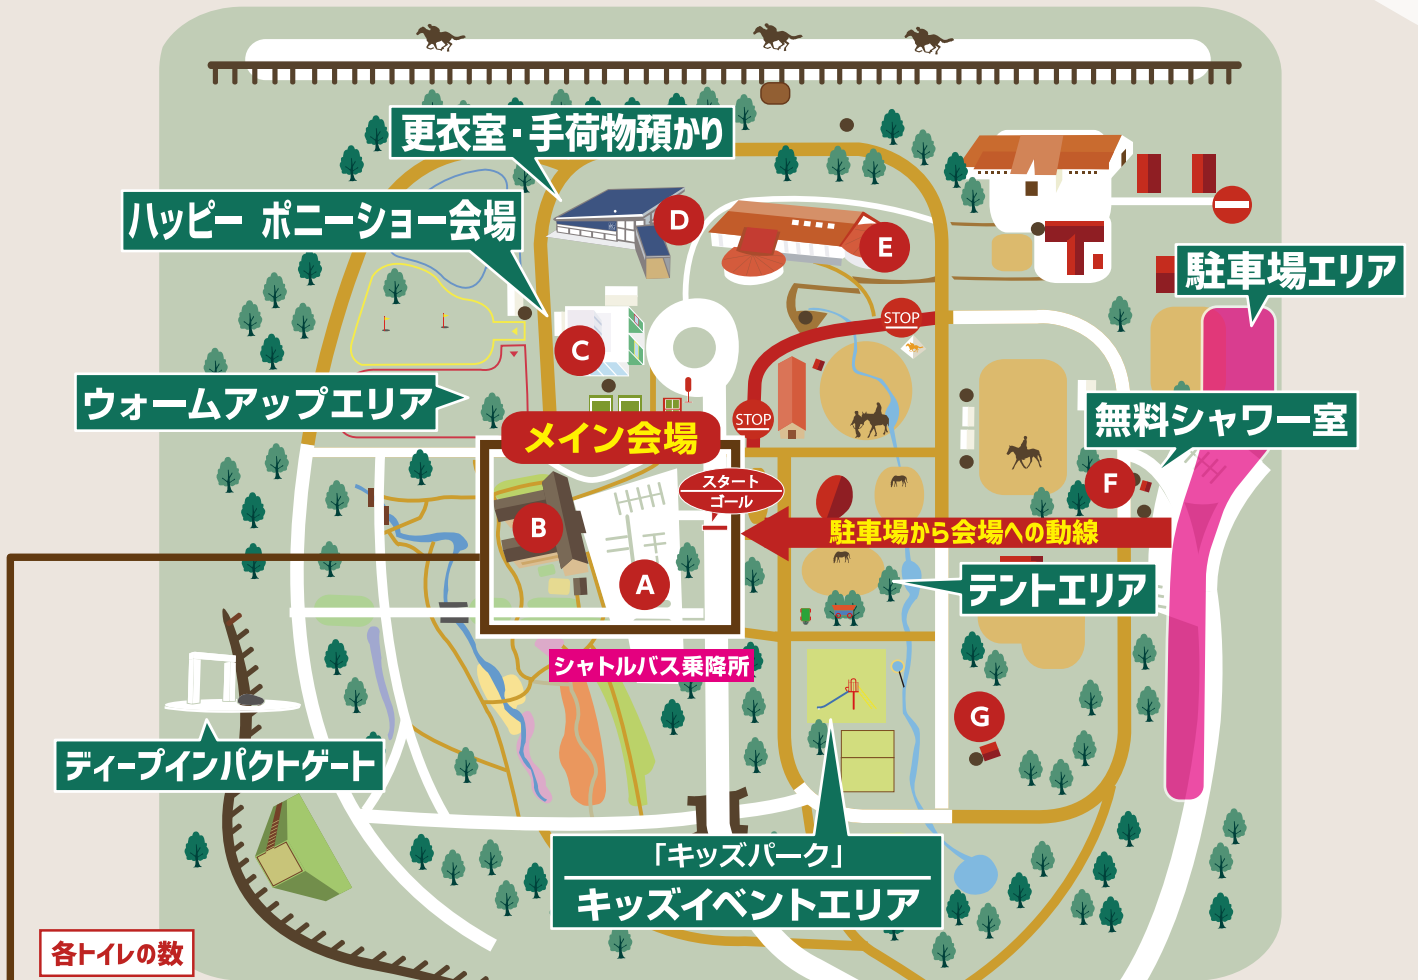 更衣室・手荷物預かり
ハッピー ポニーショー会場
D
E
駐車場エリア
STOP
C
ウォームアップエリア
STOP
無料シャワー室
メイン会場
スタート
ゴール
F
B
駐車場から会場への動線
A
テントエリア
シャトルバス乗降所
G
ディープインパクトゲート
「キッズパーク」
キッズイベントエリア
各トイレの数